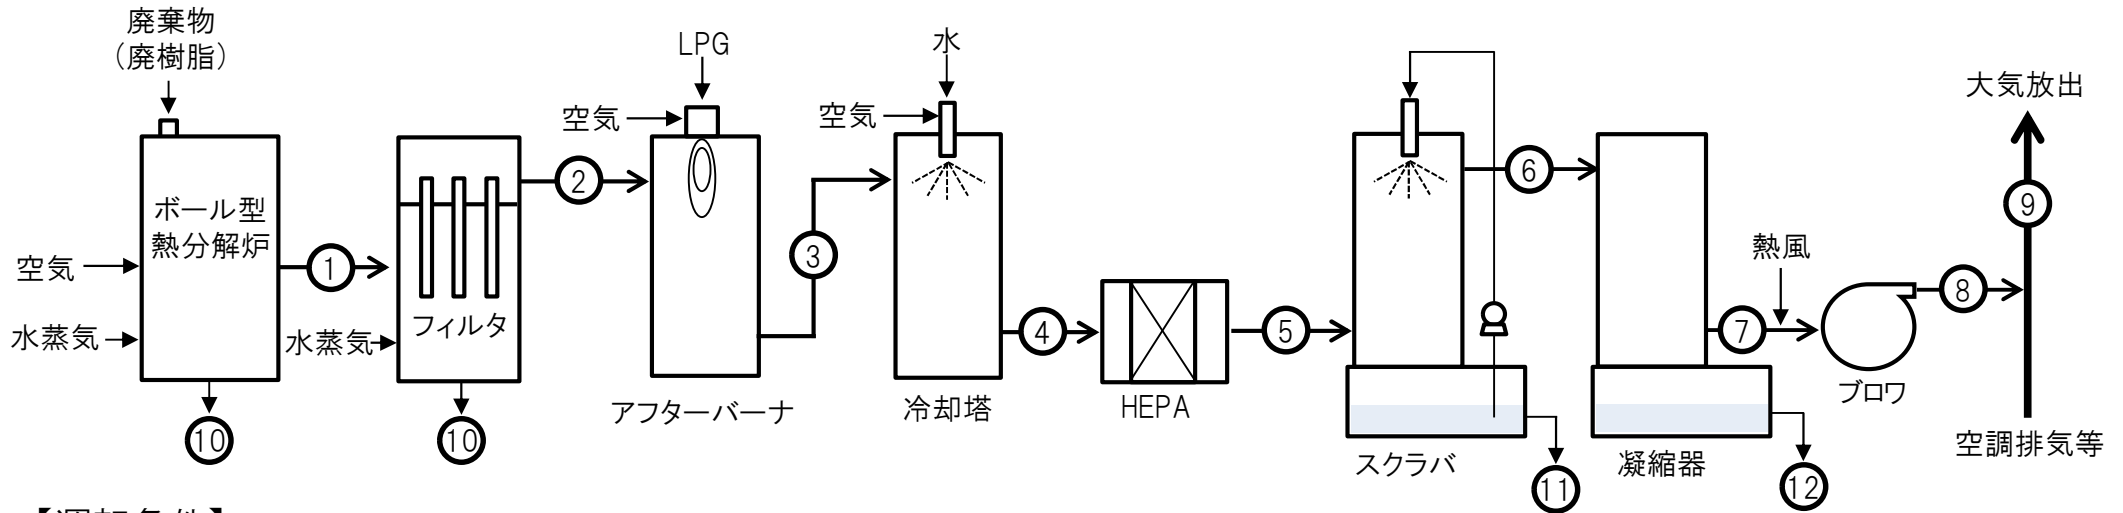 廃棄物
（廃樹脂）
LPG
水
空気
空気
大気放出
ボール型
熱分解炉
空気
水蒸気
フィルタ
水蒸気
アフターバーナ
冷却塔
HEPA
スクラバ
凝縮器
熱風
ブロワ
空調排気等
1
2
3
4
5
6
7
8
9
10
10
11
12